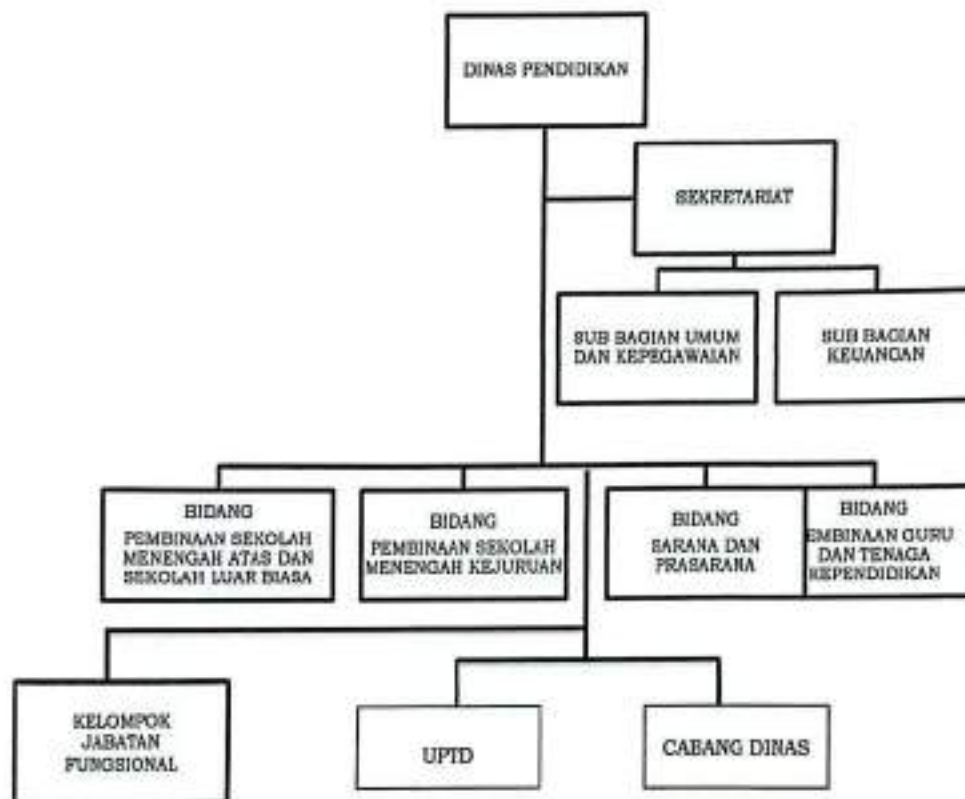 DINAS PENDIDIKAN
SEKRETARIAT
SUB BAGIAN UMUM
DAN KEPEGAWAIAN
SUB BAGIAN
KEUANGAN
BIDANG
PEMBINAAN SEKOLAH
MENENGAH ATAS DAN
SEKOLAH LUAR BIASA
BIDANG
PEMBINAAN SEKOLAH
MENENGAH KEJURUAN
BIDANG
SARANA DAN
PRASARANA
BIDANG
EMBINAAN GURU
DAN TENAGA
KEPENDIDIKAN
KELOMPOK
JABATAN
FUNGSIONAL
UPTD
CABANG DINAS